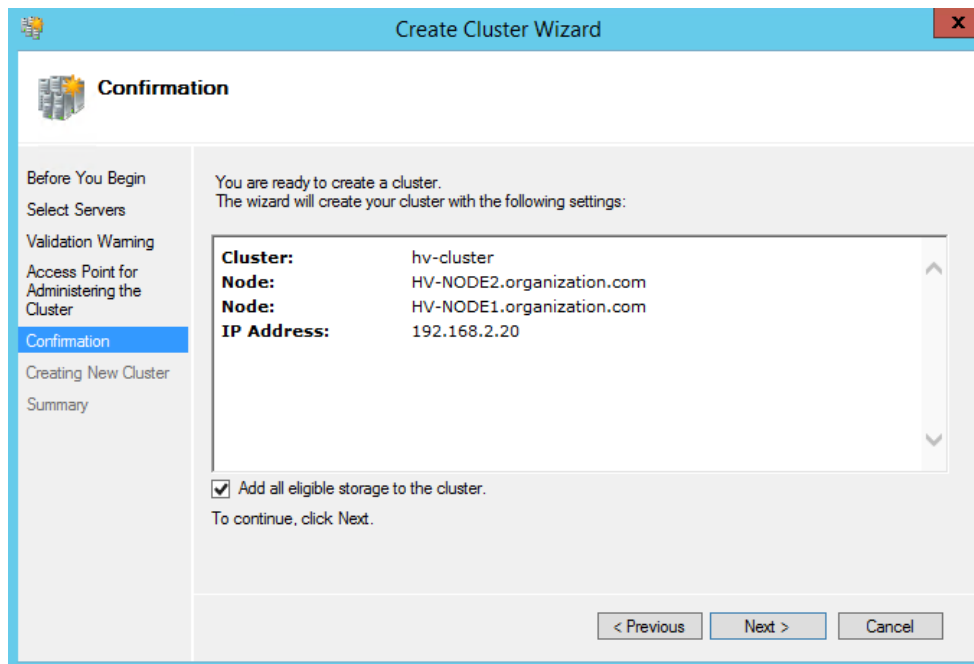 Create Cluster Wizard
x
Confirmation
Before You Begin
Select Servers
Validation Warning
Access Point for
Administering the
Cluster
Confirmation
Creating New Cluster
Summary
You are ready to create a cluster.
The wizard will create your cluster with the following settings:
Cluster: hv-cluster
Node: HV-NODE2.organization.com
Node: HV-NODE1.organization.com
IP Address: 192.168.2.20
Add all eligible storage to the cluster.
To continue, click Next.
< Previous Next > Cancel